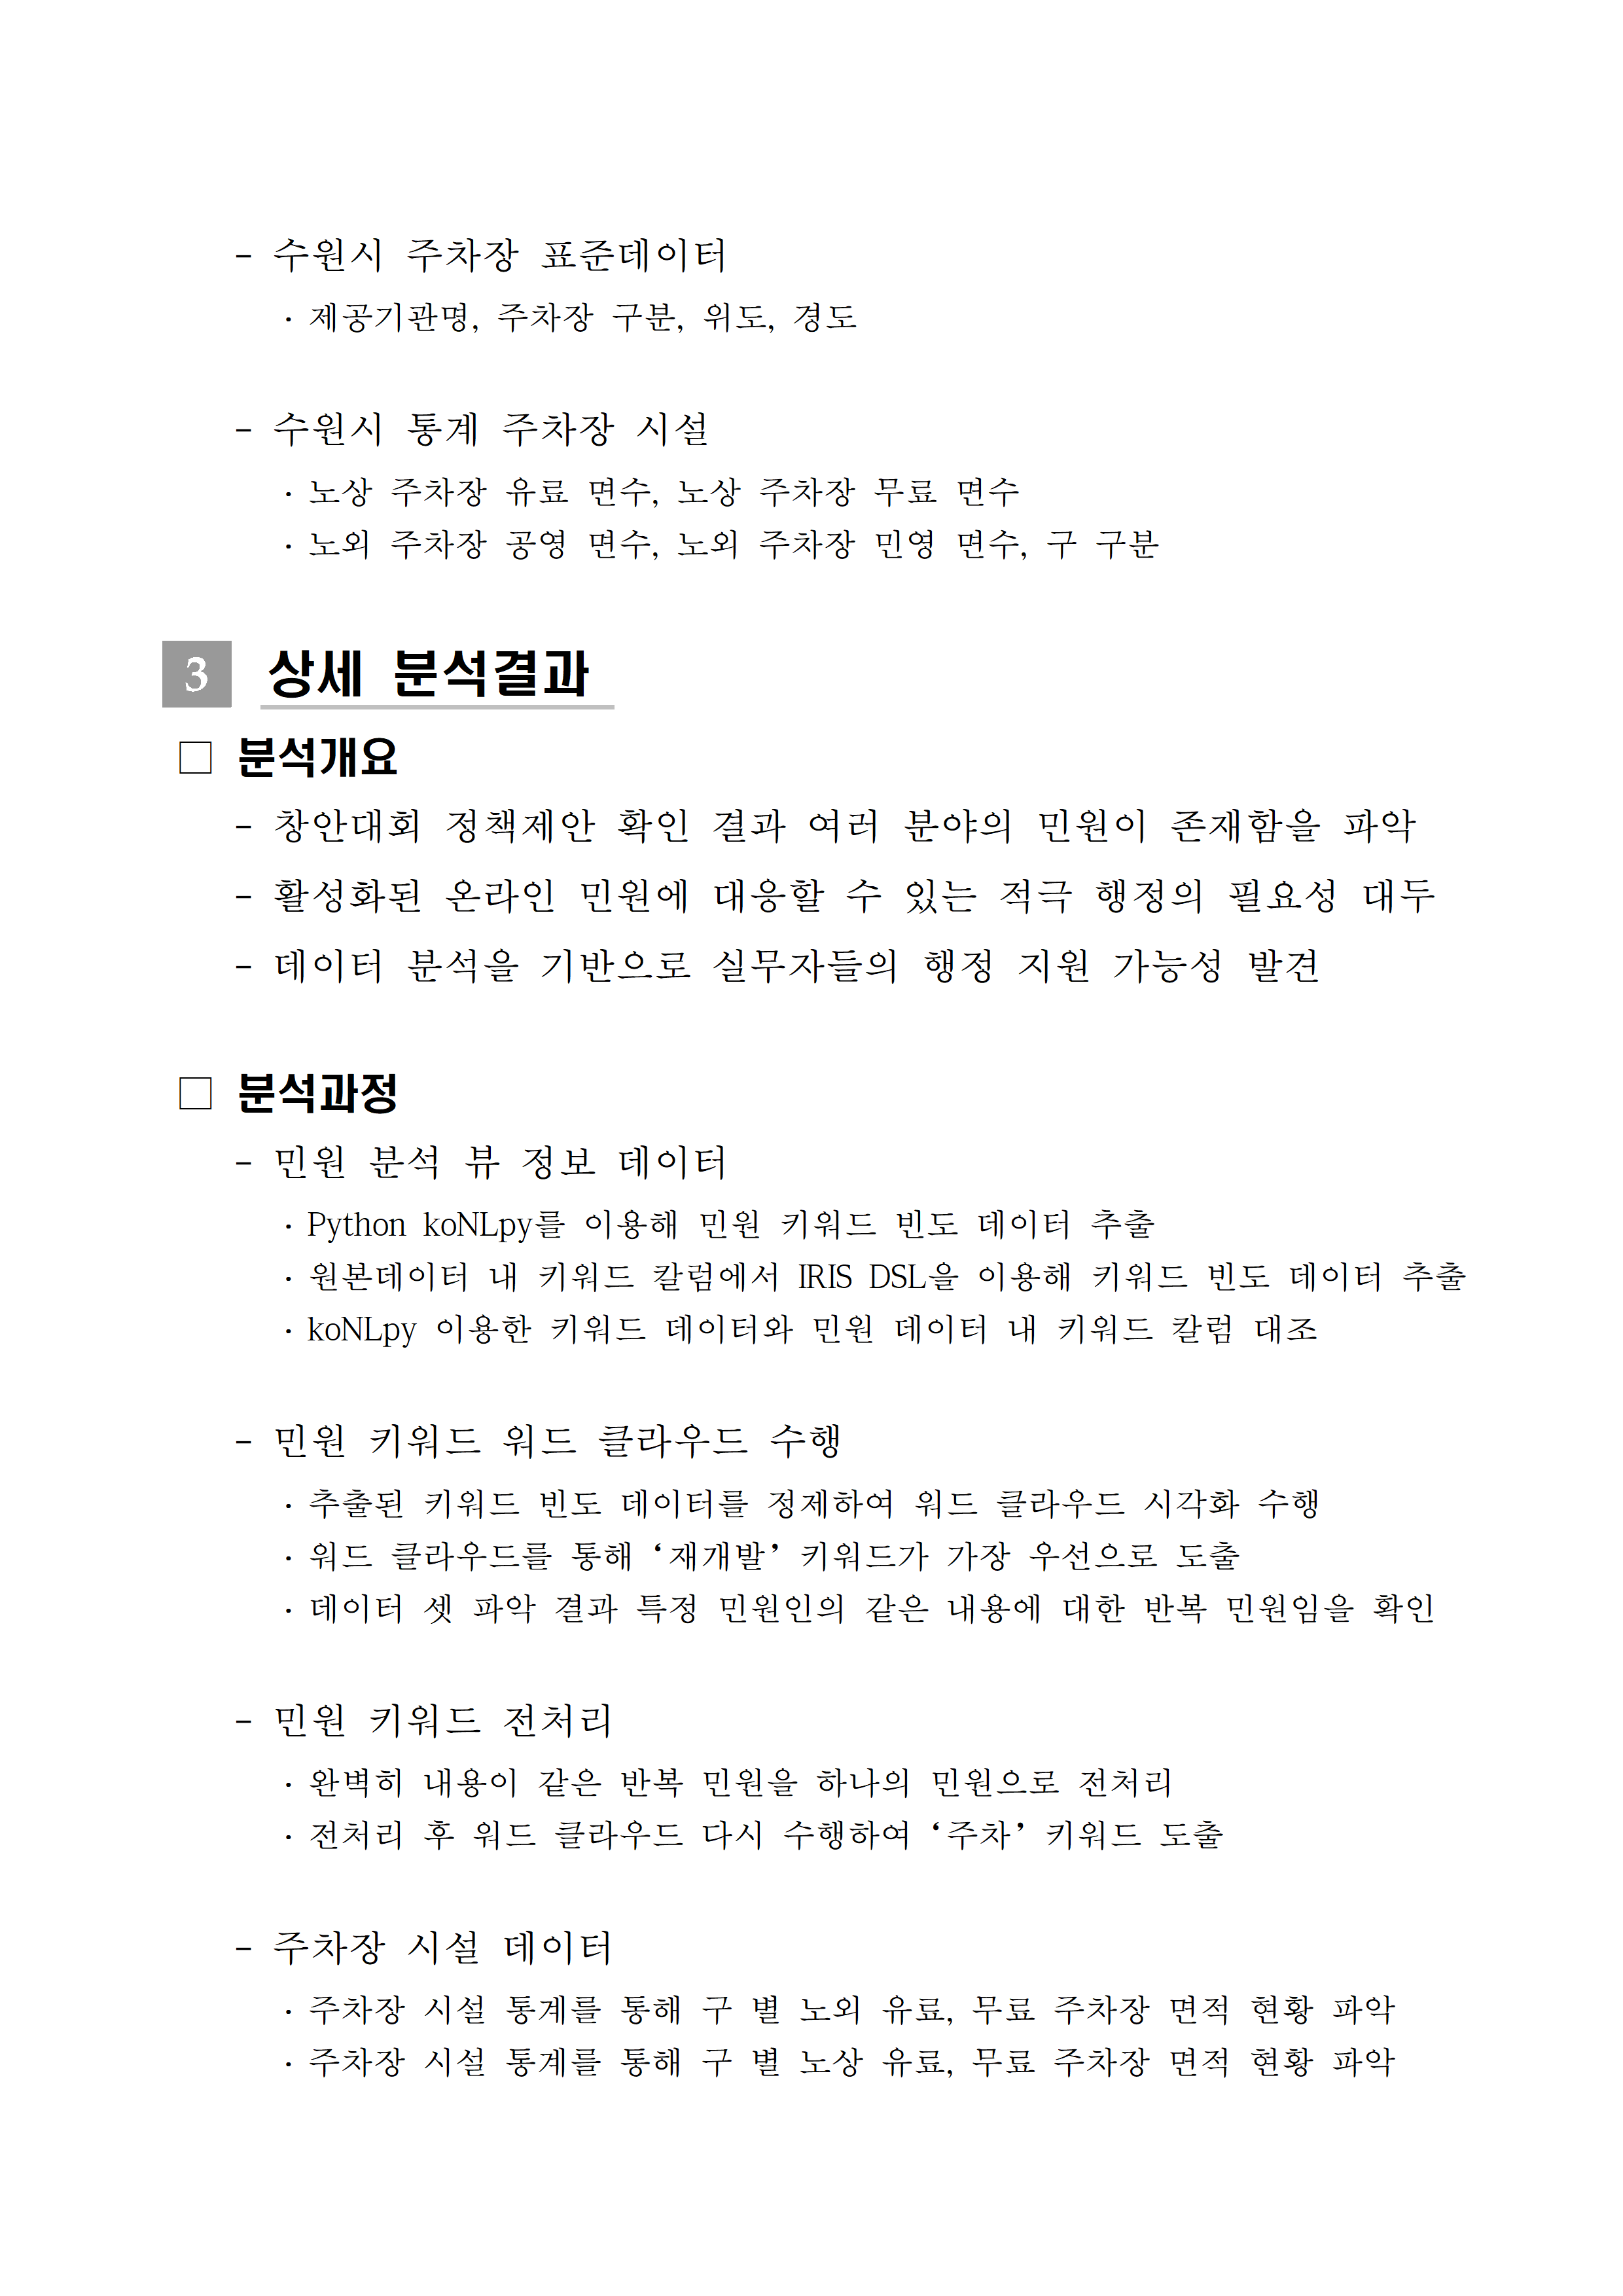 - 수원시 주차장 표준데이터
· 제공기관명, 주차장 구분, 위도, 경도
- 수원시 통계 주차장 시설
· 노상 주차장 유료 면수, 노상 주차장 무료 면수
· 노외 주차장 공영 면수, 노외 주차장 민영 면수, 구 구분
3 상세 분석결과
□ 분석개요
- 창안대회 정책제안 확인 결과 여러 분야의 민원이 존재함을 파악
- 활성화된 온라인 민원에 대응할 수 있는 적극 행정의 필요성 대두
- 데이터 분석을 기반으로 실무자들의 행정 지원 가능성 발견
□ 분석과정
- 민원 분석 뷰 정보 데이터
· Python koNLpy를 이용해 민원 키워드 빈도 데이터 추출
· 원본데이터 내 키워드 칼럼에서 IRIS DSL을 이용해 키워드 빈도 데이터 추출
· koNLpy 이용한 키워드 데이터와 민원 데이터 내 키워드 칼럼 대조
- 민원 키워드 워드 클라우드 수행
· 추출된 키워드 빈도 데이터를 정제하여 워드 클라우드 시각화 수행
· 워드 클라우드를 통해 ‘재개발’ 키워드가 가장 우선으로 도출
· 데이터 셋 파악 결과 특정 민원인의 같은 내용에 대한 반복 민원임을 확인
- 민원 키워드 전처리
· 완벽히 내용이 같은 반복 민원을 하나의 민원으로 전처리
· 전처리 후 워드 클라우드 다시 수행하여 ‘주차’ 키워드 도출
- 주차장 시설 데이터
· 주차장 시설 통계를 통해 구 별 노외 유료, 무료 주차장 면적 현황 파악
· 주차장 시설 통계를 통해 구 별 노상 유료, 무료 주차장 면적 현황 파악